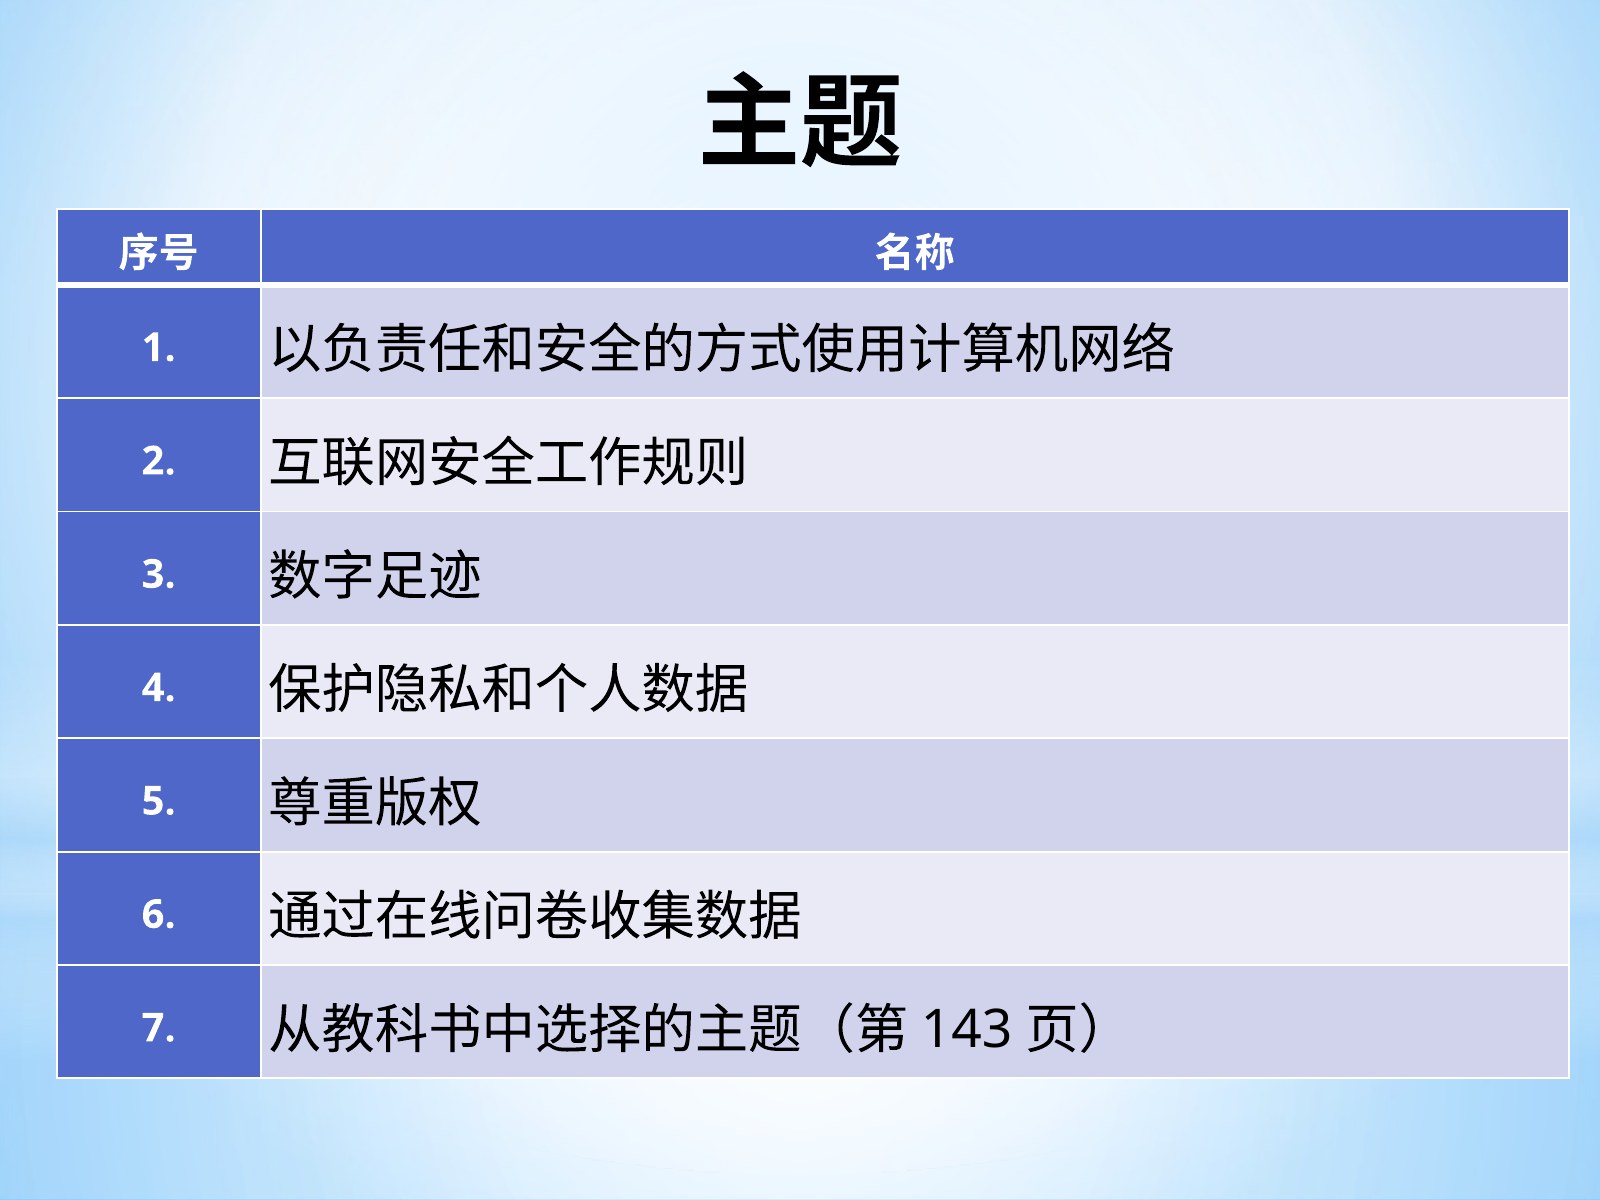 主题
序号 名称
1. 以负责任和安全的方式使用计算机网络
2. 互联网安全工作规则
3. 数字足迹
4. 保护隐私和个人数据
5. 尊重版权
6. 通过在线问卷收集数据
7. 从教科书中选择的主题（第 143 页）